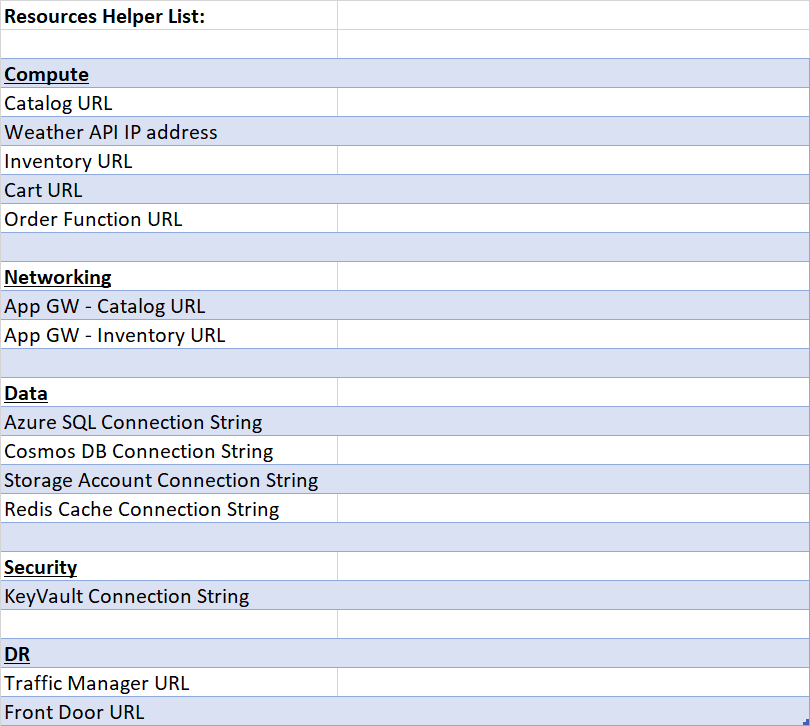 Resources Helper List:
Compute
Catalog URL
Weather API IP address
Inventory URL
Cart URL
Order Function URL
Networking
App GW - Catalog URL
App GW - Inventory URL
Data
Azure SQL Connection String
Cosmos DB Connection String
Storage Account Connection String
Redis Cache Connection String
Security
KeyVault Connection String
DR
Traffic Manager URL
Front Door URL